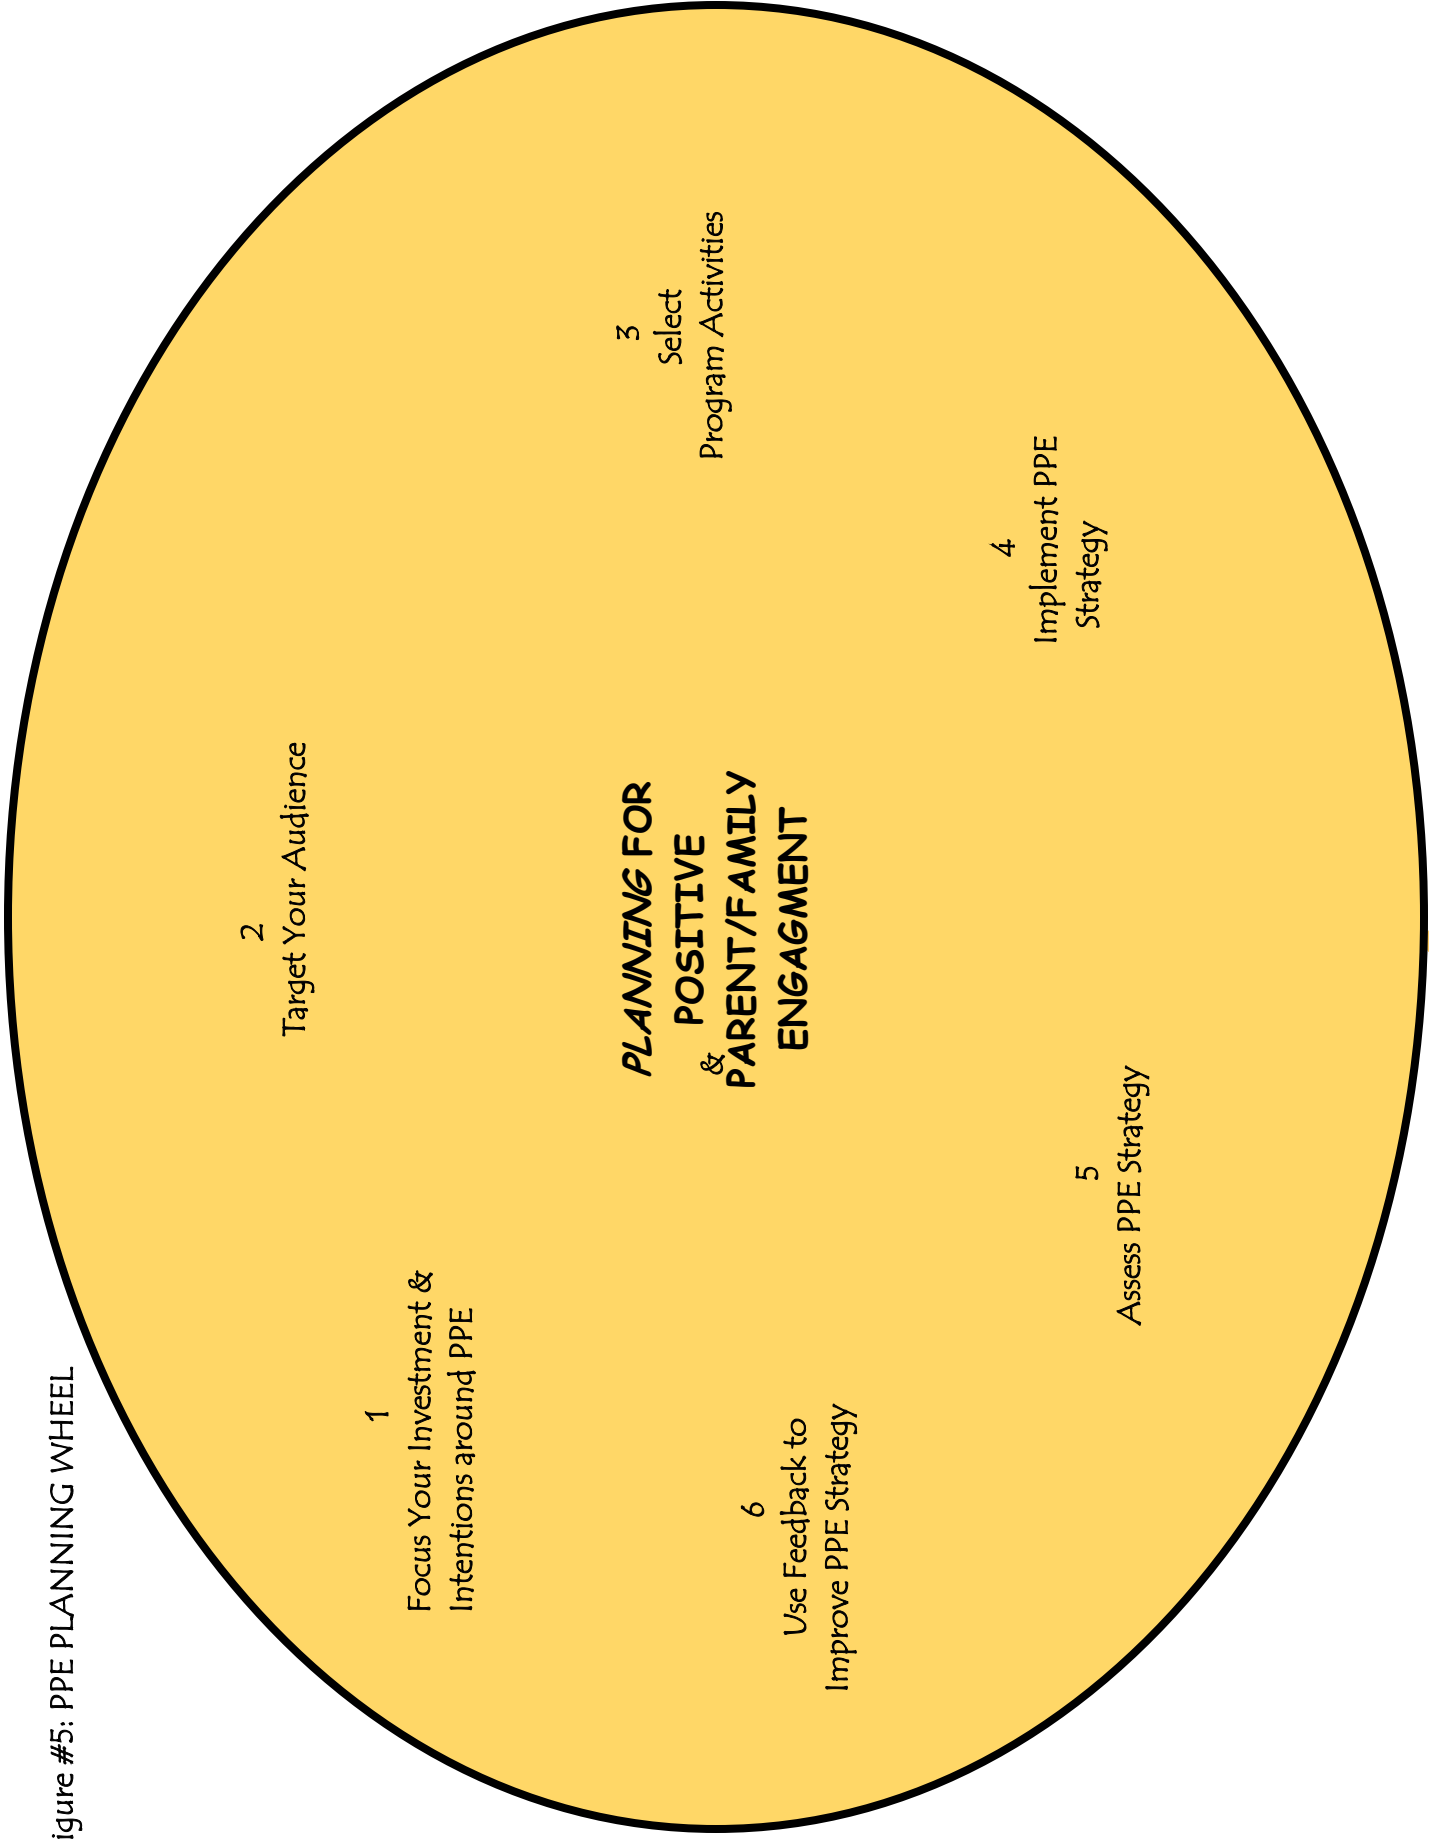 igure #5: PPE PLANNING WHEEL
1
Focus Your Investment &
Intentions around PPE
2
Target Your Audience
3
Select
Program Activities
4
Implement PPE
Strategy
5
Assess PPE Strategy
6
Use Feedback to
Improve PPE Strategy
PLANNING FOR
POSITIVE
&
PARENT/FAMILY
ENGAGMENT